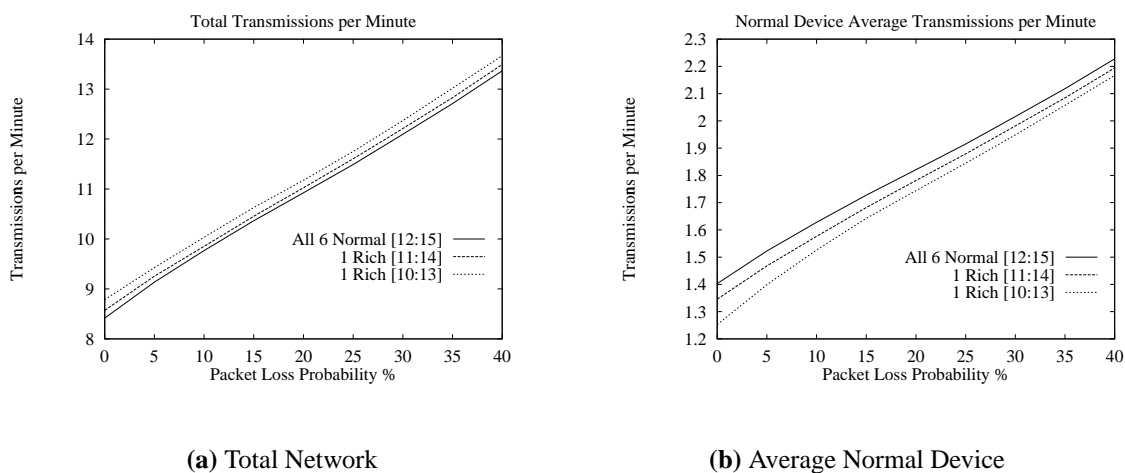 Total Transmissions per Minute
14
13
12
11
10
9
8
Transmissions per Minute
All 6 Normal [12:15]
1 Rich [11:14]
1 Rich [10:13]
0 5 10 15 20 25 30 35 40
Packet Loss Probability %
(a) Total Network
Normal Device Average Transmissions per Minute
2.3
2.2
2.1
2
1.9
1.8
1.7
1.6
1.5
1.4
1.3
1.2
Transmissions per Minute
All 6 Normal [12:15]
1 Rich [11:14]
1 Rich [10:13]
0 5 10 15 20 25 30 35 40
Packet Loss Probability %
(b) Average Normal Device